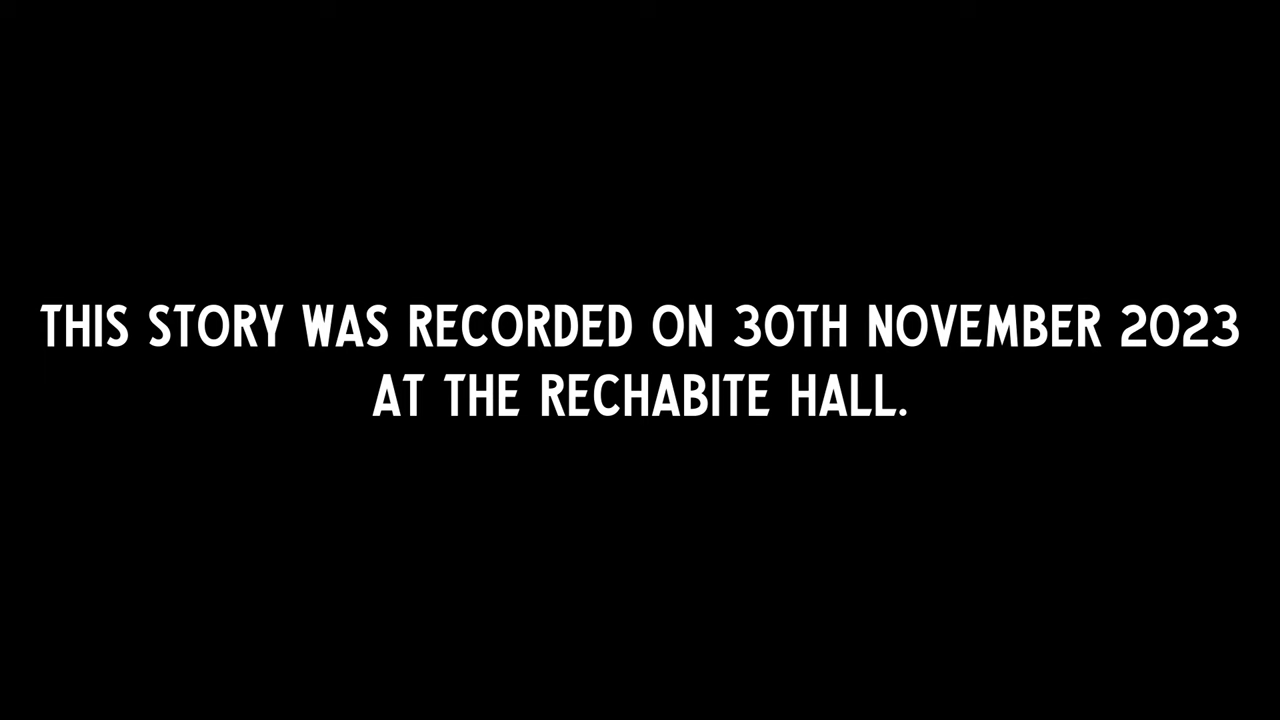 THIS STORY WAS RECORDED ON 30TH NOVEMBER 2023
AT THE RECHABITE HALL.